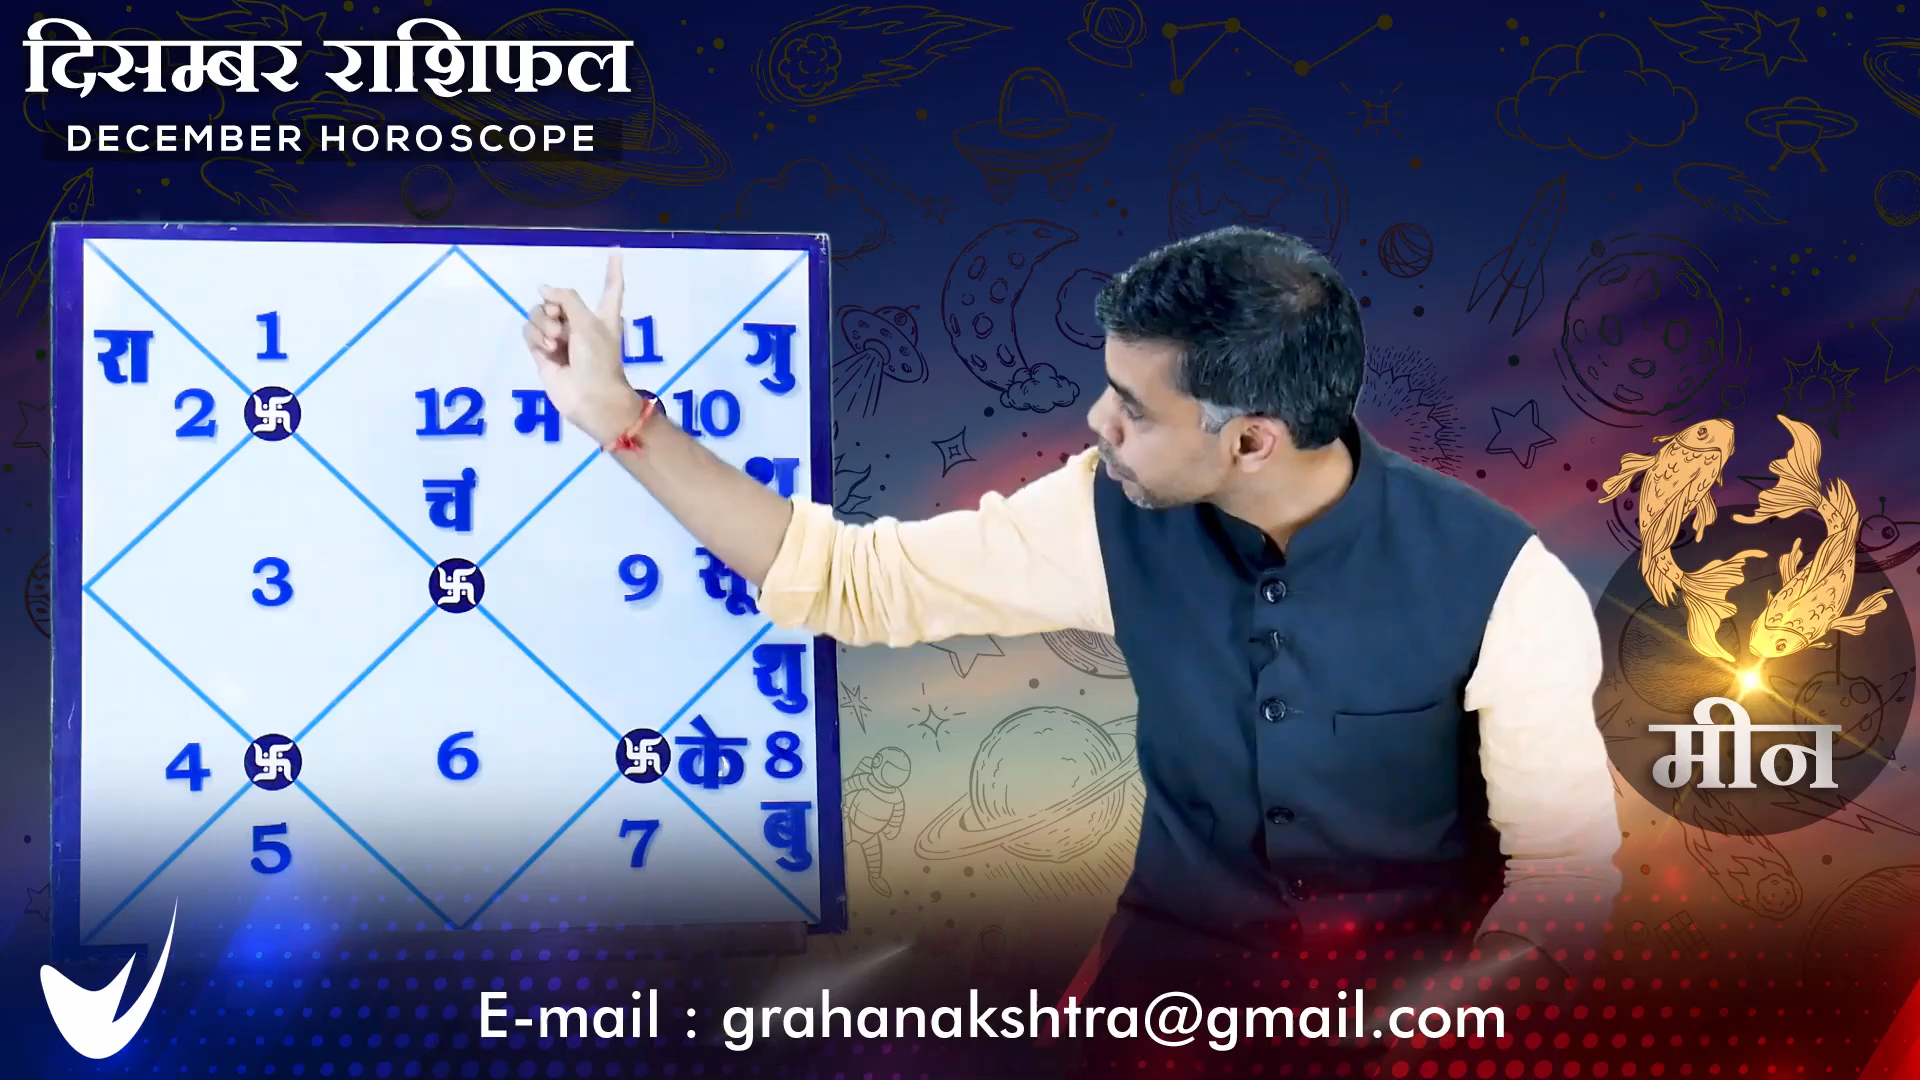 दिसम्बर राशिफल
DECEMBER HOROSCOPE
1
11
रा
गु
2
12 म
10
चं
3
9 सू
शु
4
6
के 8
5
7
बु
मीन
E-mail : grahanakshtra@gmail.com